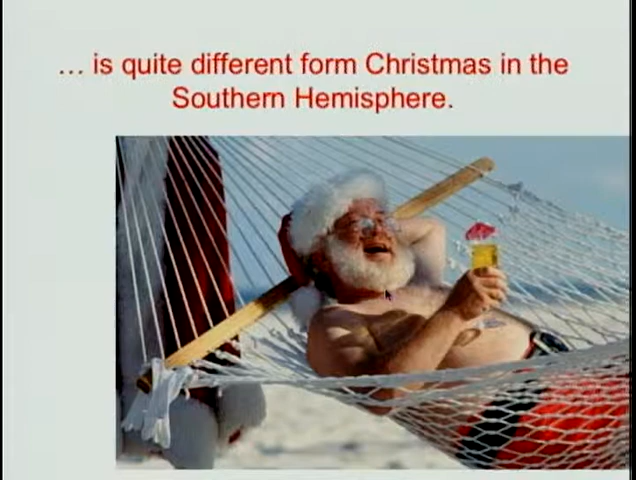 … is quite different form Christmas in the
Southern Hemisphere.